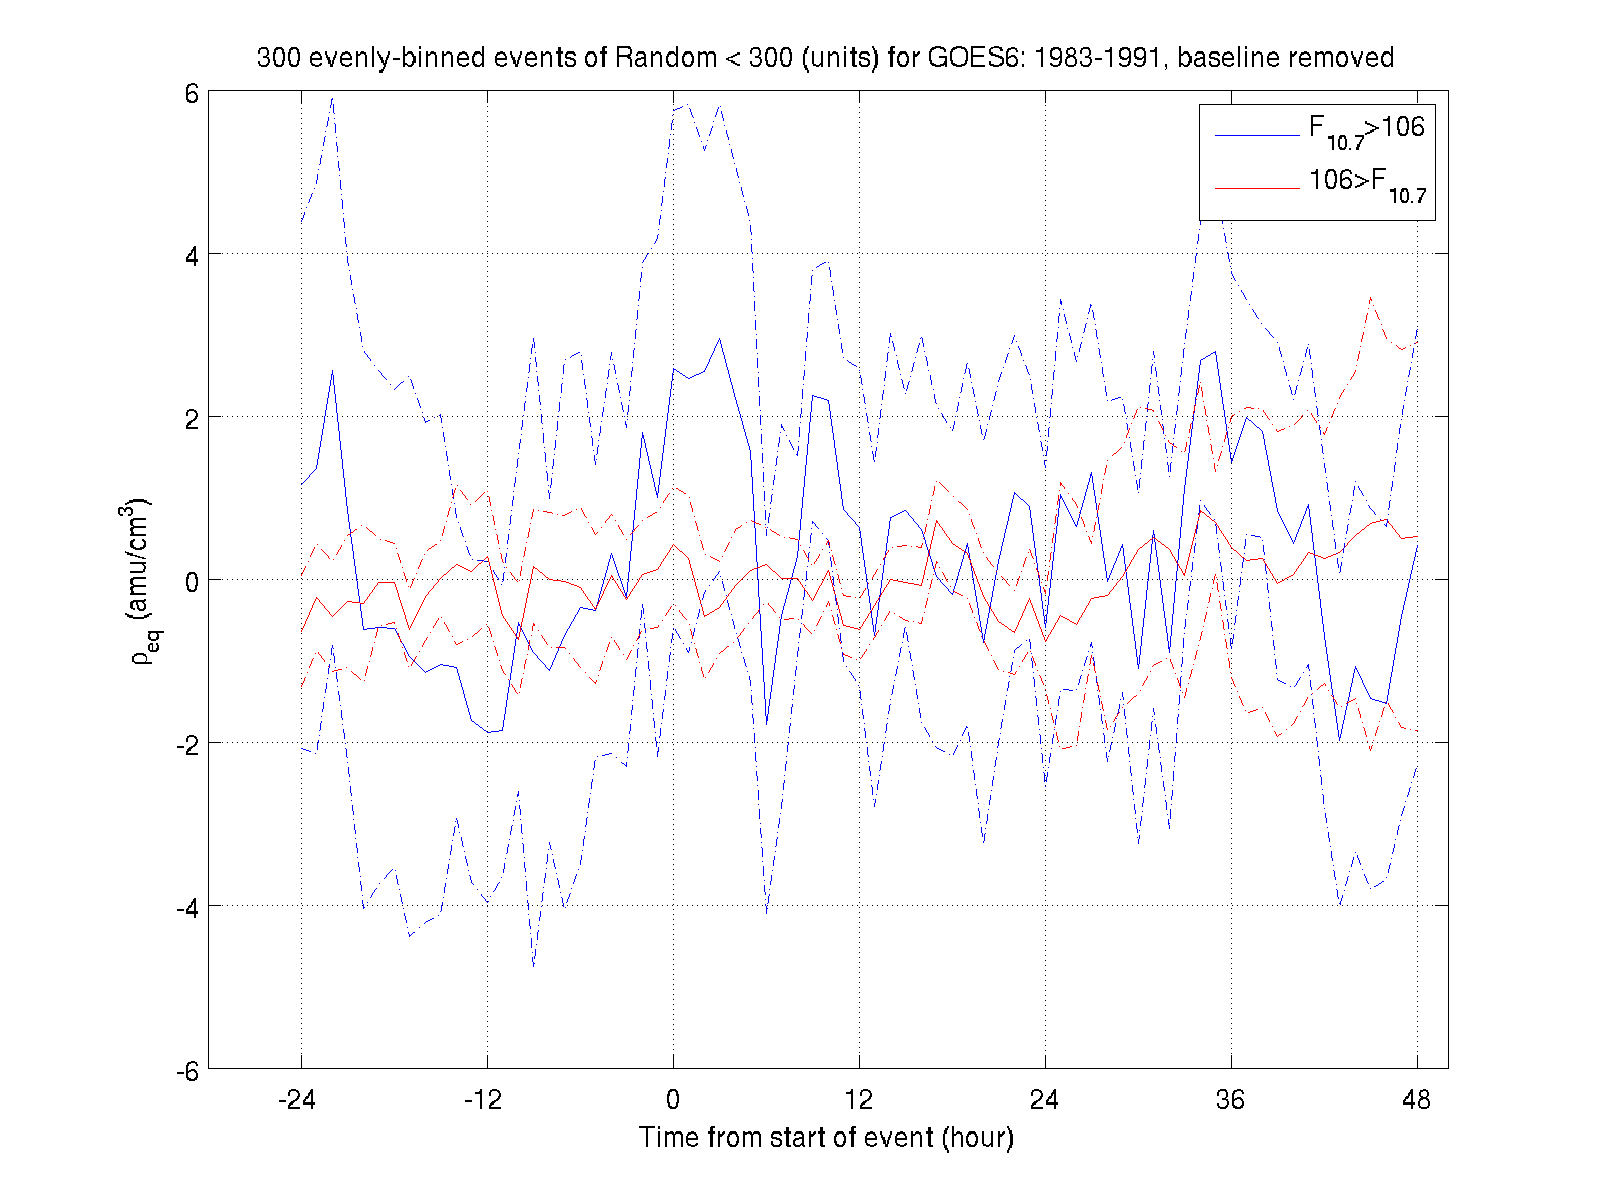 300 evenly-binned events of Random < 300 (units) for GOES6: 1983-1991, baseline removed
F10.7>106
106>F10.7
6
4
2
0
-2
-4
-6
ρeq (amu/cm³)
-24 -12 0 12 24 36 48
Time from start of event (hour)